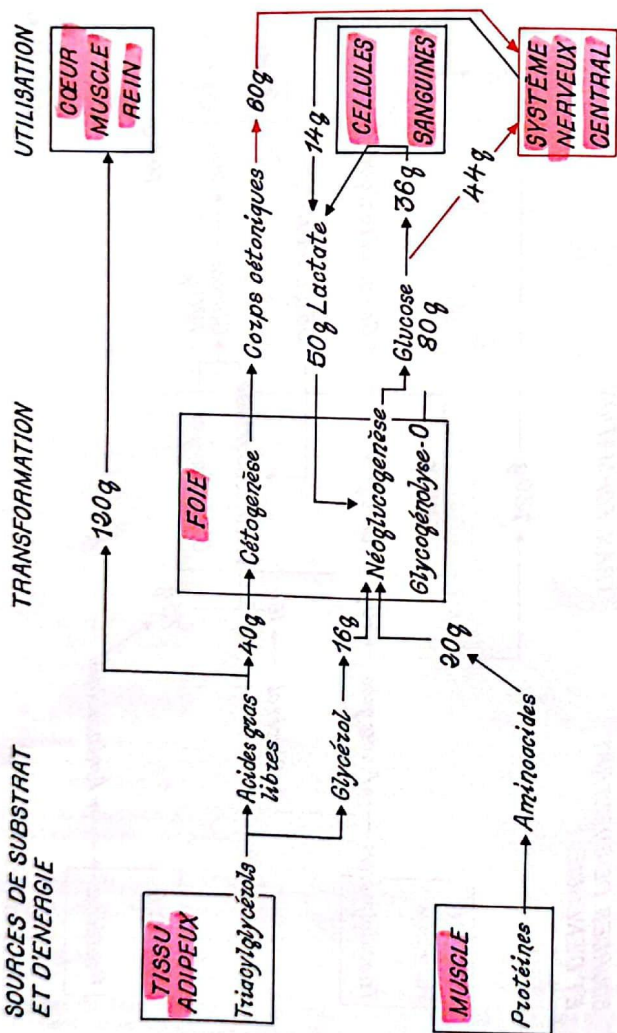 SOURCES DE SUBSTRAT
ET D'ENERGIE
TRANSFORMATION
UTILISATION
TISSU
ADIPEUX
Triacylglycérols
Acides gras
libres
120g
40g
Glycérol
16g
MUSCLE
Protéines
Aminoacides
20g
FOIE
Cétogenèse
Néoglucogenèse
Glycogénolyse-O
Corps cétoniques
60g
50g Lactate
14g
Glucose
80g
36g
44g
CŒUR
MUSCLE
REIN
CELLULES
SANGUINES
SYSTÈME
NERVEUX
CENTRAL